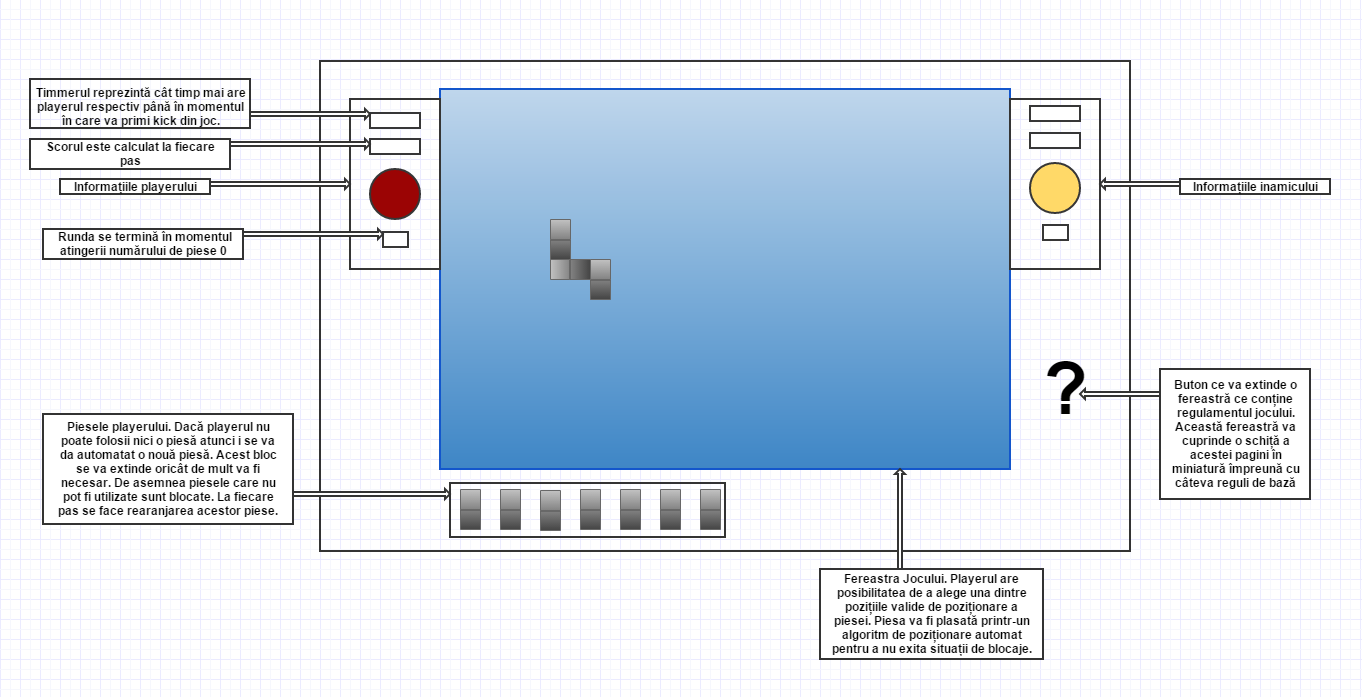 Timmerul reprezintă cât timp mai are
playerul respectiv până în momentul
în care va primi kick din joc.
Scorul este calculat la fiecare
pas
Informațiile playerului
Runda se termină în momentul
atingerii numărului de piese 0
Informațiile inamicului
?
Buton ce va extinde o
fereastră ce conține
regulamentul jocului.
Această fereastră va
cuprinde o schiță a
acestei pagini în
miniatură împreună cu
câteva reguli de bază
Piesele playerului. Dacă playerul nu
poate folosii nici o piesă atunci i se va
da automatat o nouă piesă. Acest bloc
se va extinde oricât de mult va fi
necesar. De asemnea piesele care nu
pot fi utilizate sunt blocate. La fiecare
pas se face rearanjarea acestor piese.
Fereastra Jocului. Playerul are
posibilitatea de a alege una dintre
pozițiile valide de poziționare a
piesei. Piesa va fi plasată printr-un
algoritm de poziționare automat
pentru a nu exita situații de blocaje.